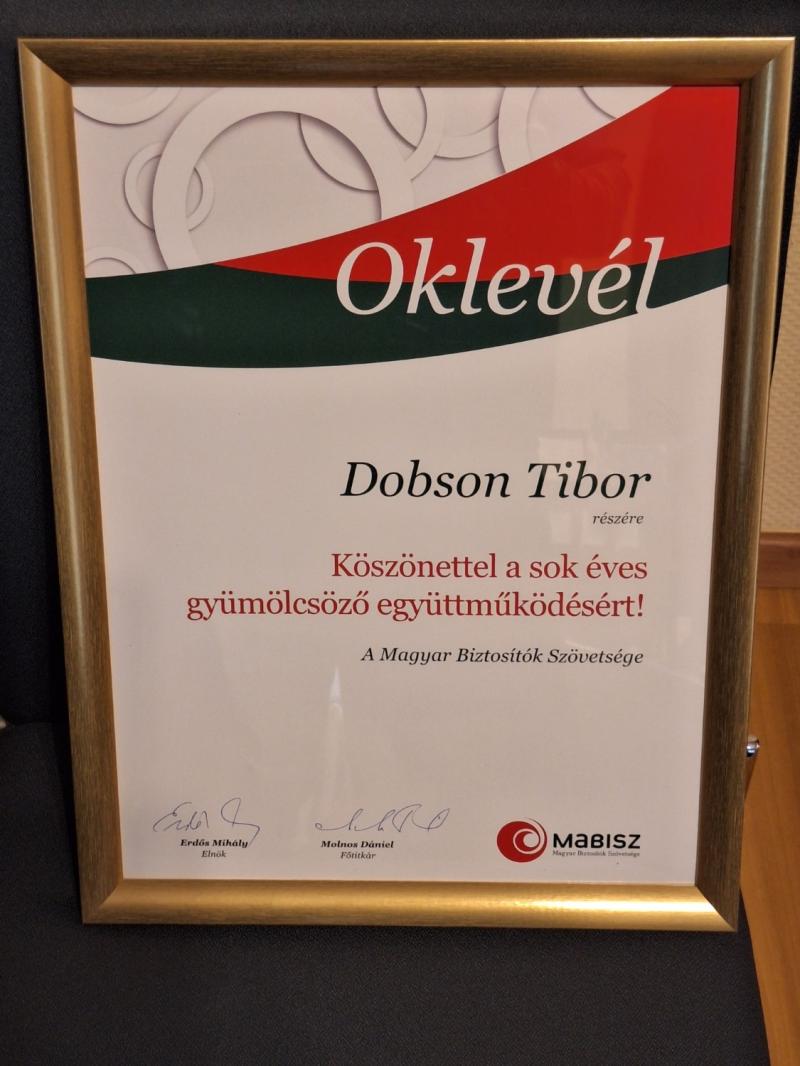 Oklevél
Dobson Tibor
részére
Köszönettel a sok éves
gyümölcsöző együttműködésért!
A Magyar Biztosítók Szövetsége
Erdős Mihály
Elnök
Molnos Dániel
Főtitkár
MABISZ
Magyar Biztosítók Szövetsége